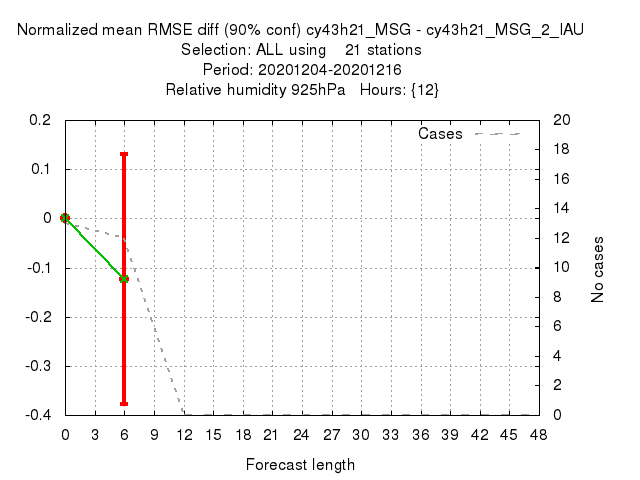 Normalized mean RMSE diff (90% conf) cy43h21_MSG - cy43h21_MSG_2_IAU
Selection: ALL using    21 stations
Period: 20201204-20201216
Relative humidity 925hPa   Hours: {12}
0.2
0.1
0
-0.1
-0.2
-0.3
-0.4
Cases
20
18
16
14
12
10
8
6
4
2
0
No cases
0 3 6 9 12 15 18 21 24 27 30 33 36 39 42 45 48
Forecast length